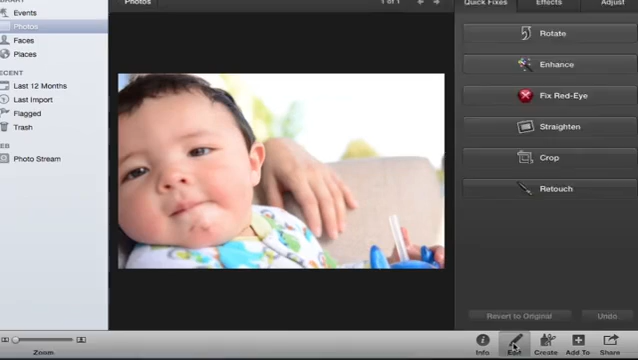 Events
Photos
Faces
Places
RECENT
Last 12 Months
Last Import
Flagged
Trash
Photo Stream
Zoom
Photos
1 of 1
Quick Fixes
Effects
Adjust
Rotate
Enhance
Fix Red-Eye
Straighten
Crop
Retouch
Revert to Original
Undo
Info
Edit
Create
Add To
Share